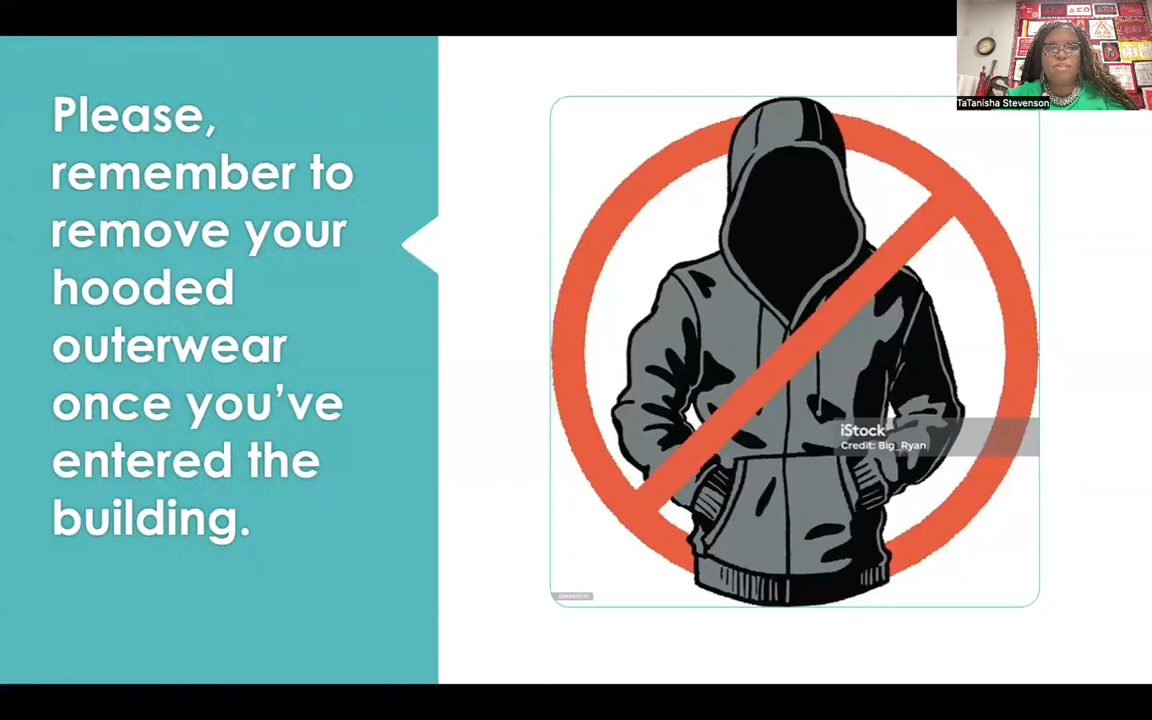 Please,
remember to
remove your
hooded
outerwear
once you've
entered the
building.
iStock
Credit: Big_Ryan
TaTanisha Stevenson